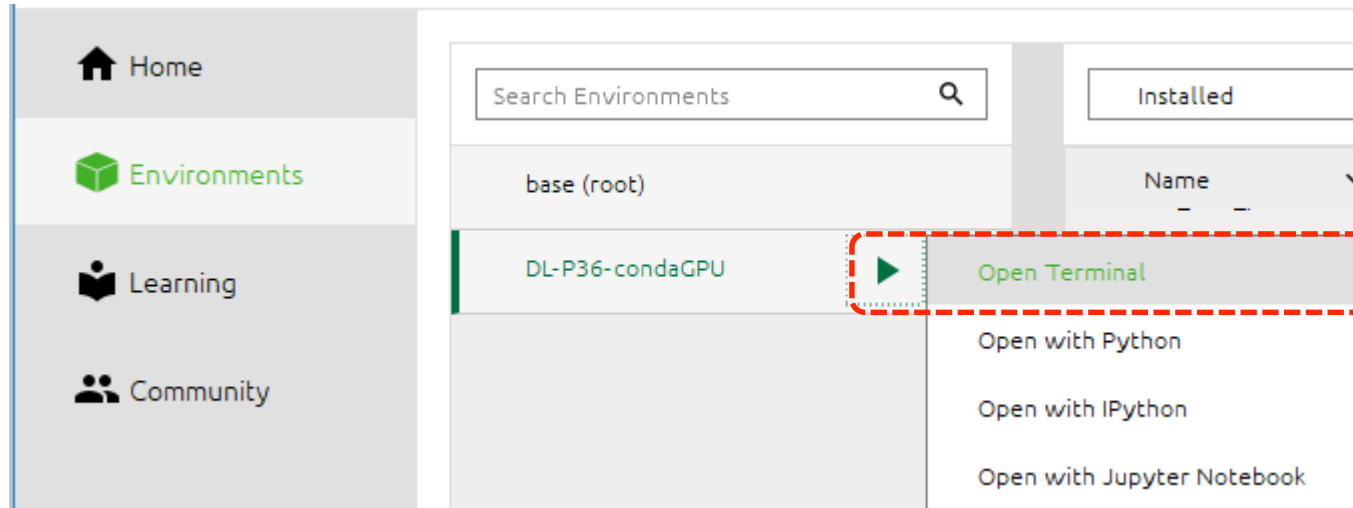 Home
Environments
Learning
Community
Search Environments
base (root)
DL-P36-condaGPU
Installed
Name
Open Terminal
Open with Python
Open with IPython
Open with Jupyter Notebook